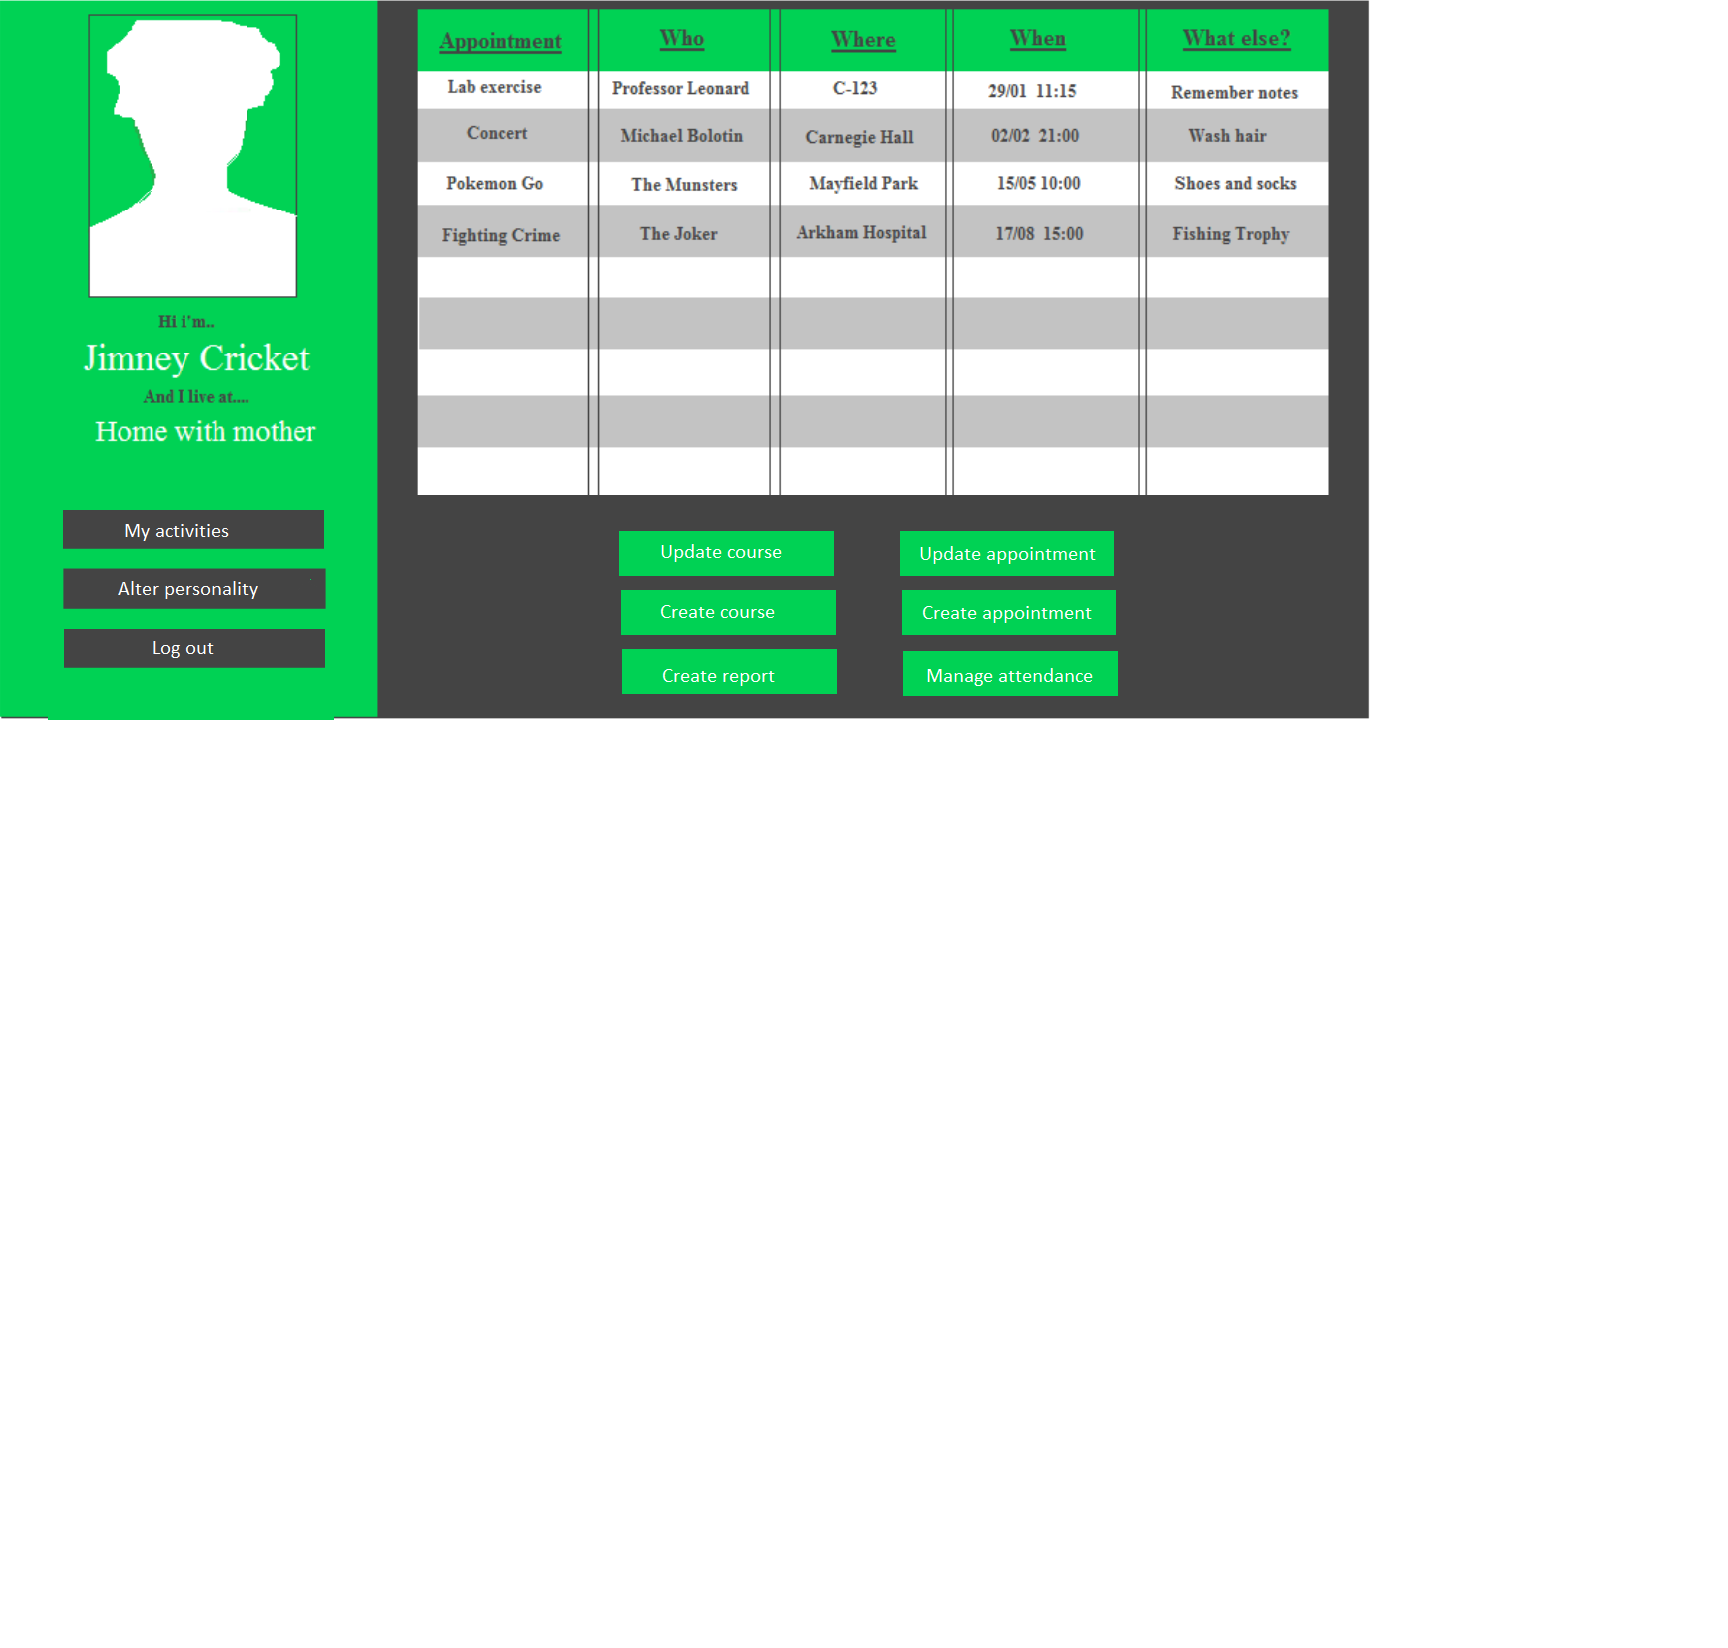 Hi i'm..
Jimney Cricket
And I live at....
Home with mother
My activities
Alter personality
Log out
Appointment Who Where When What else?
Lab exercise Professor Leonard C-123 29/01 11:15 Remember notes
Concert Michael Bolotin Carnegie Hall 02/02 21:00 Wash hair
Pokemon Go The Munsters Mayfield Park 15/05 10:00 Shoes and socks
Fighting Crime The Joker Arkham Hospital 17/08 15:00 Fishing Trophy
Update course Update appointment
Create course Create appointment
Create report Manage attendance